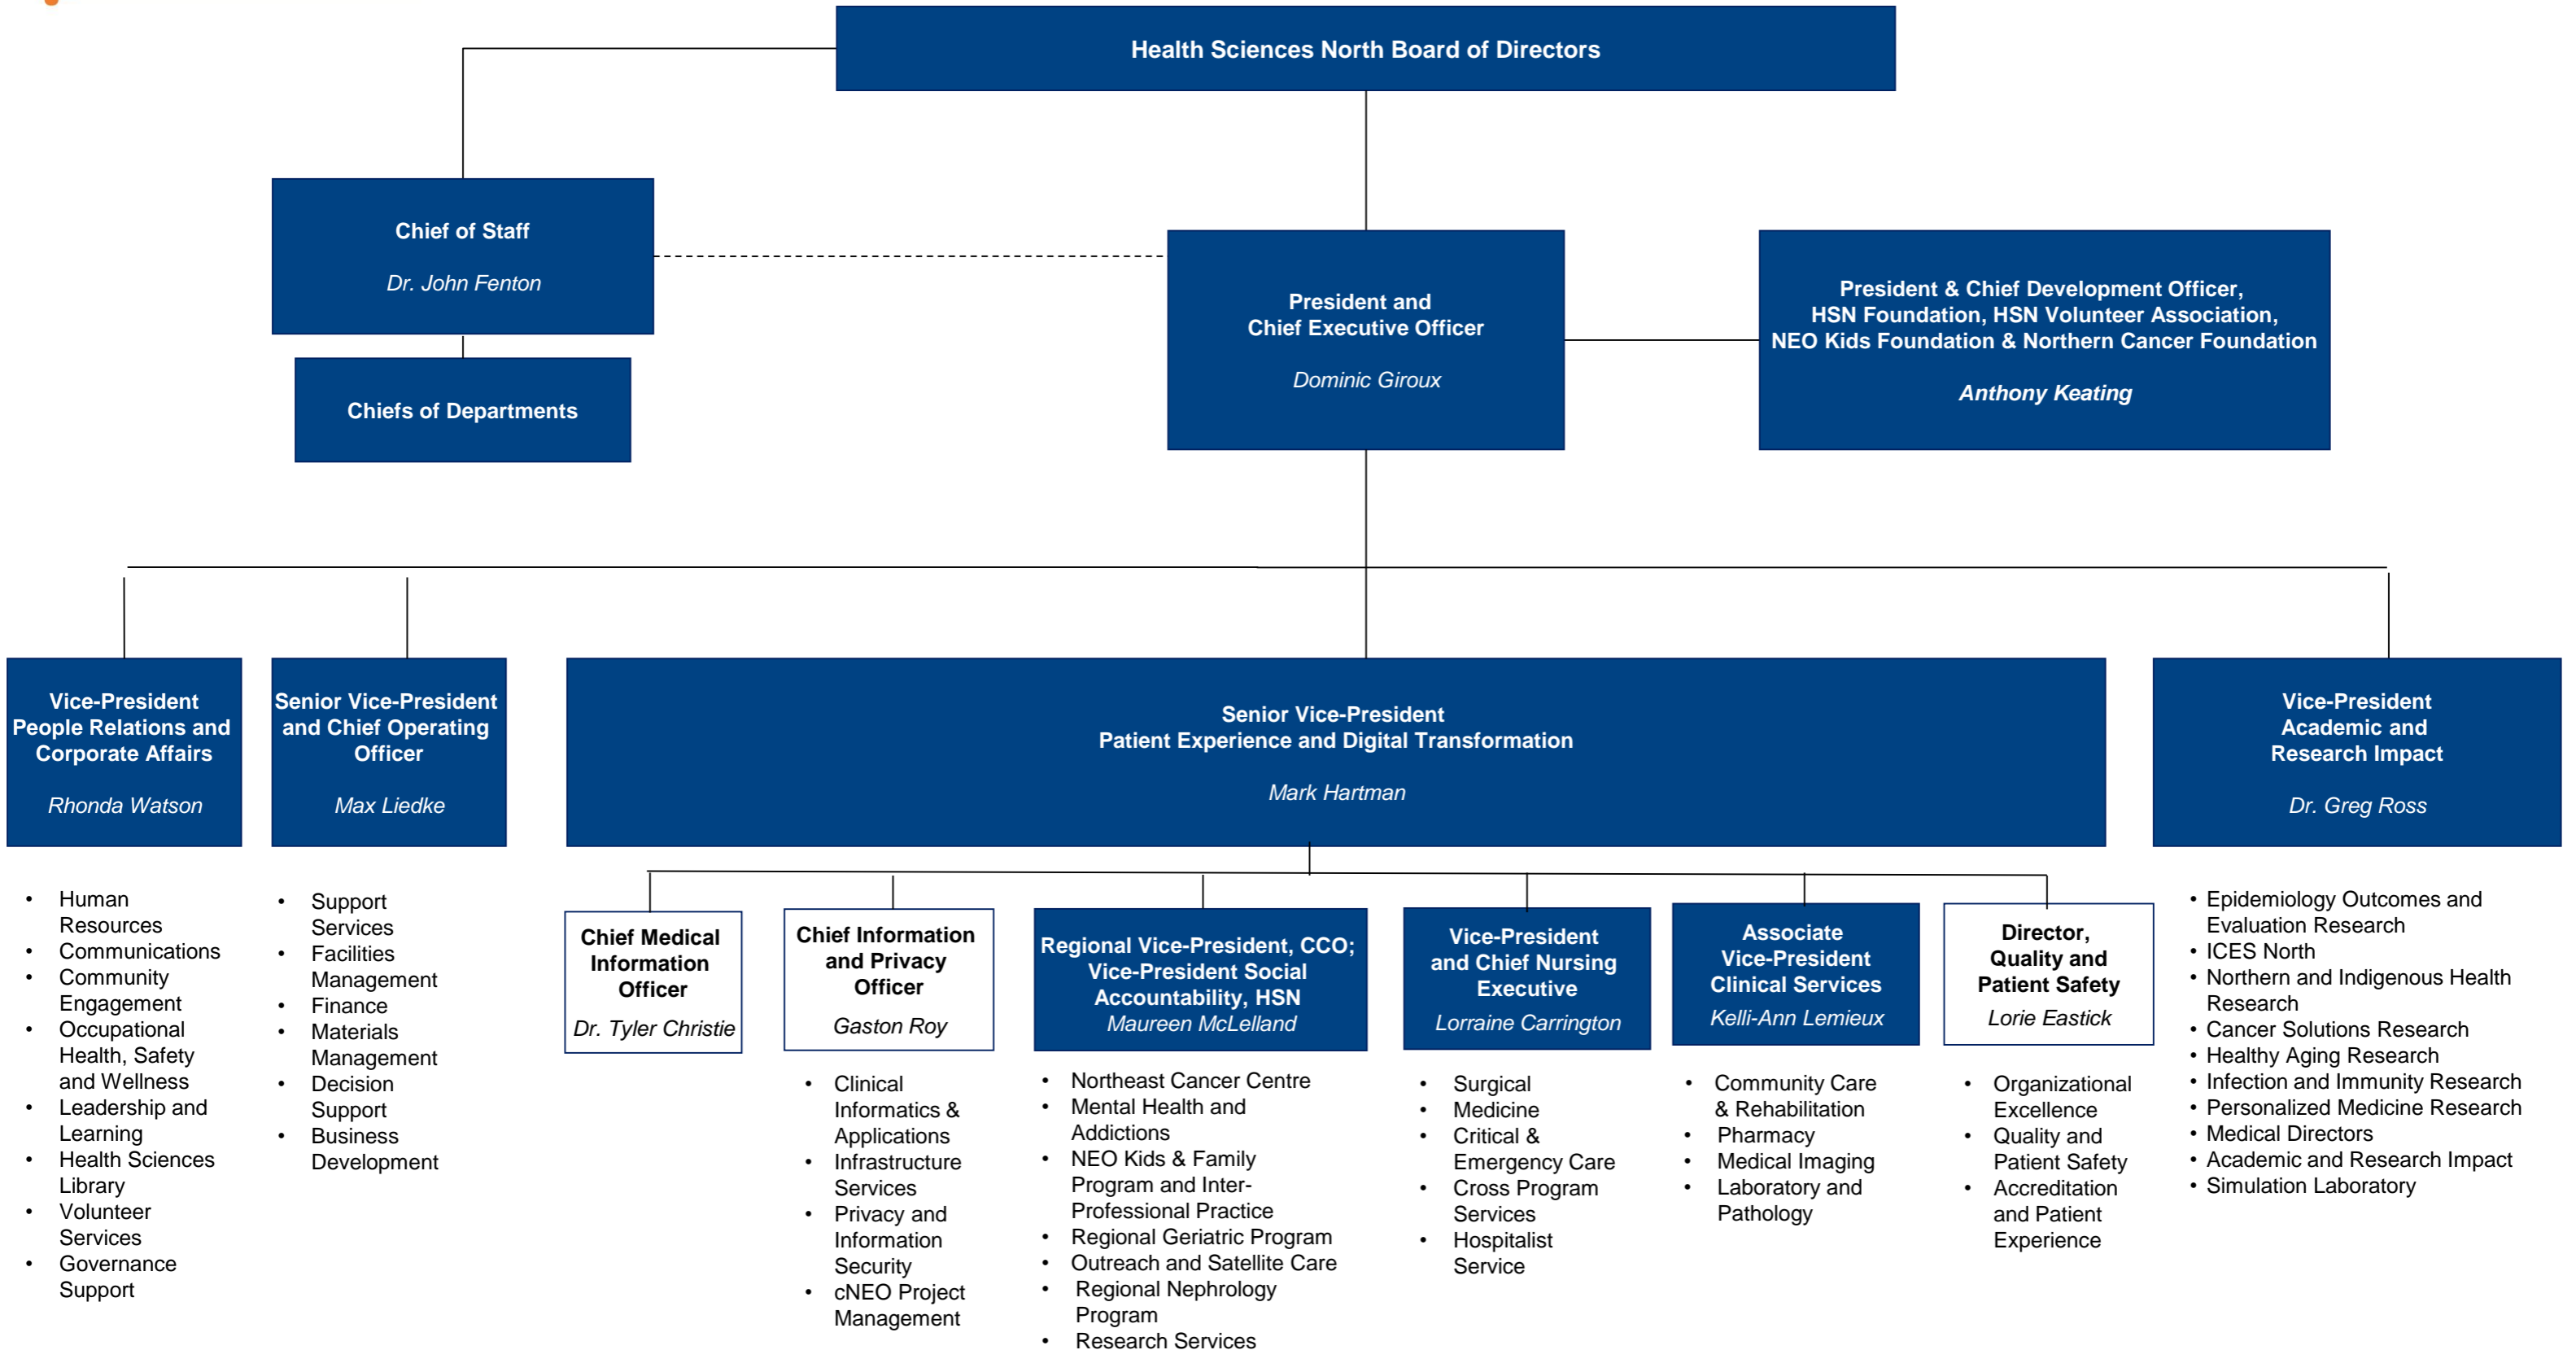 Health Sciences North Board of Directors
Chief of Staff
Dr. John Fenton
Chiefs of Departments
President and
Chief Executive Officer
Dominic Giroux
President & Chief Development Officer,
HSN Foundation, HSN Volunteer Association,
NEO Kids Foundation & Northern Cancer Foundation
Anthony Keating
Vice-President
People Relations and
Corporate Affairs
Rhonda Watson
• Human
Resources
• Communications
• Community
Engagement
• Occupational
Health, Safety
and Wellness
• Leadership and
Learning
• Health Sciences
Library
• Volunteer
Services
• Governance
Support
Senior Vice-President
and Chief Operating
Officer
Max Liedke
• Support
Services
• Facilities
Management
• Finance
• Materials
Management
• Decision
Support
• Business
Development
Senior Vice-President
Patient Experience and Digital Transformation
Mark Hartman
Chief Medical
Information
Officer
Dr. Tyler Christie
Chief Information
and Privacy
Officer
Gaston Roy
• Clinical
Informatics &
Applications
• Infrastructure
Services
• Privacy and
Information
Security
• cNEO Project
Management
Regional Vice-President, CCO;
Vice-President Social
Accountability, HSN
Maureen McLelland
• Northeast Cancer Centre
• Mental Health and
Addictions
• NEO Kids & Family
Program and Inter-
Professional Practice
• Regional Geriatric Program
• Outreach and Satellite Care
• Regional Nephrology
Program
• Research Services
Vice-President
and Chief Nursing
Executive
Lorraine Carrington
• Surgical
• Medicine
• Critical &
Emergency Care
• Cross Program
Services
• Hospitalist
Service
Associate
Vice-President
Clinical Services
Kelli-Ann Lemieux
• Community Care
& Rehabilitation
• Pharmacy
• Medical Imaging
• Laboratory and
Pathology
Director,
Quality and
Patient Safety
Lorie Eastick
• Organizational
Excellence
• Quality and
Patient Safety
• Accreditation
and Patient
Experience
Vice-President
Academic and
Research Impact
Dr. Greg Ross
• Epidemiology Outcomes and
Evaluation Research
• ICES North
• Northern and Indigenous Health
Research
• Cancer Solutions Research
• Healthy Aging Research
• Infection and Immunity Research
• Personalized Medicine Research
• Medical Directors
• Academic and Research Impact
• Simulation Laboratory